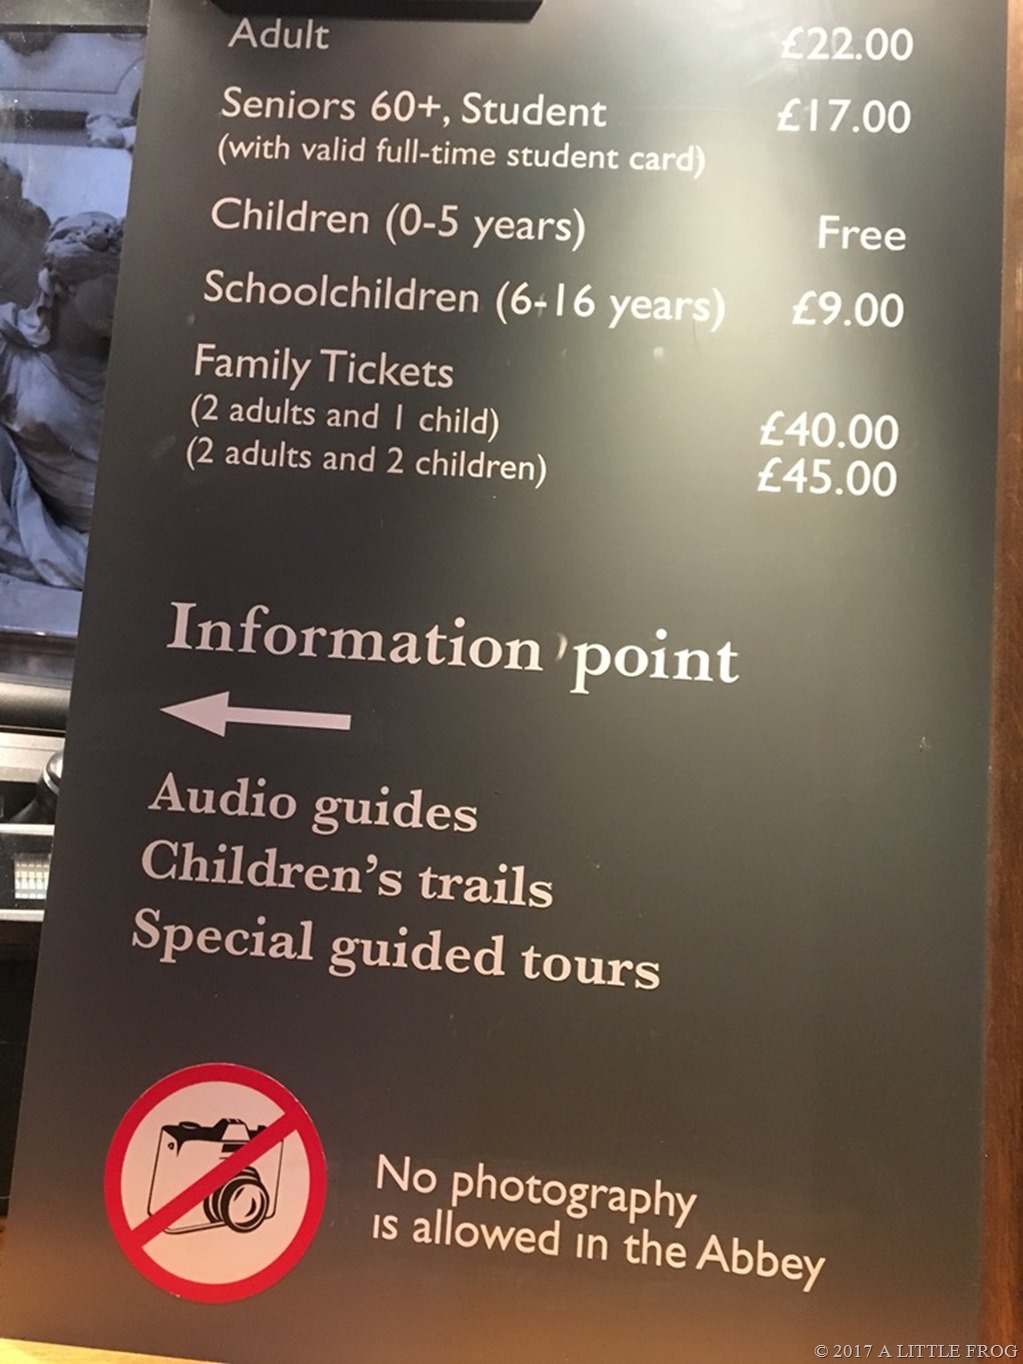 Adult £22.00
Seniors 60+, Student £17.00
(with valid full-time student card)
Children (0-5 years) Free
Schoolchildren (6-16 years) £9.00
Family Tickets
(2 adults and 1 child) £40.00
(2 adults and 2 children) £45.00
Information point
Audio guides
Children's trails
Special guided tours
No photography
is allowed in the Abbey
© 2017 A LITTLE FROG